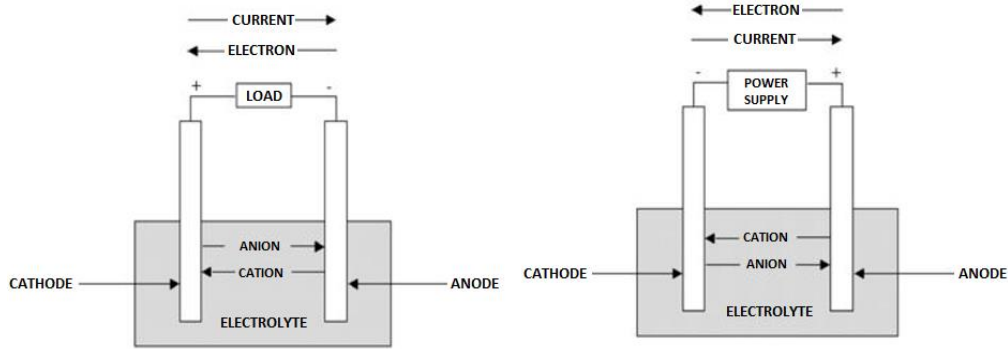 CURRENT
ELECTRON
+ LOAD -
ANION
CATION
CATHODE
ANODE
ELECTROLYTE
ELECTRON
CURRENT
- POWER SUPPLY +
CATION
ANION
CATHODE
ANODE
ELECTROLYTE